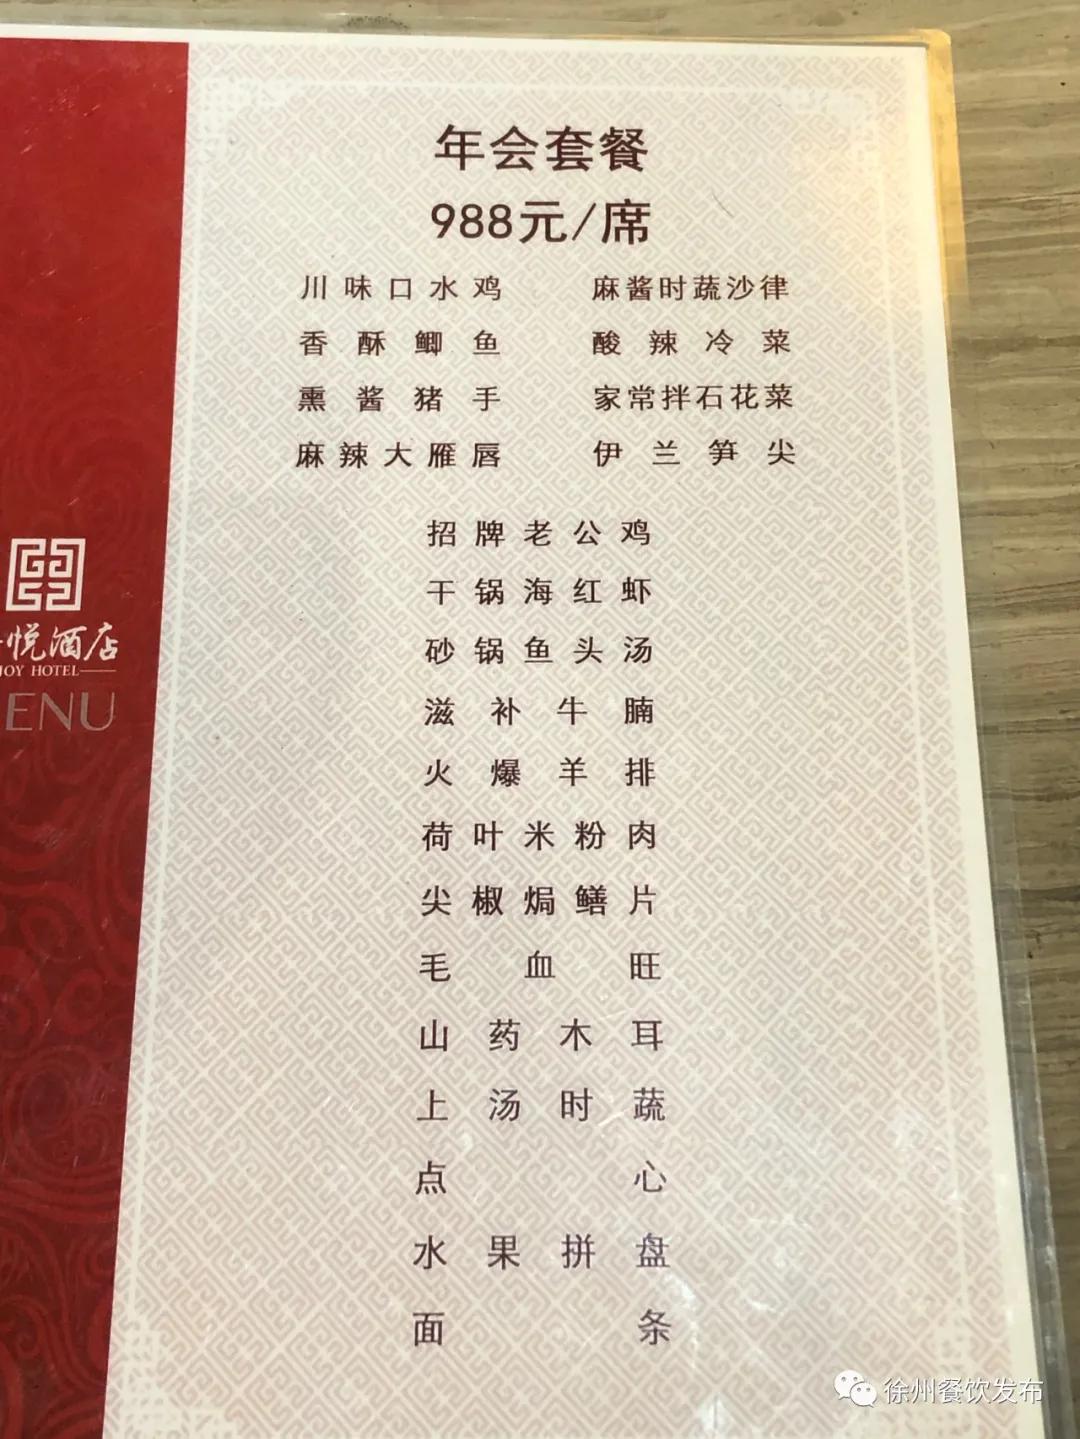 年会套餐
988元/席
川味口水鸡 麻酱时蔬沙律
香酥鲫鱼 酸辣冷菜
熏酱猪手 家常拌石花菜
麻辣大雁唇 伊兰笋尖
招牌老公鸡
干锅海红虾
砂锅鱼头汤
滋补牛腩
火爆羊排
荷叶米粉肉
尖椒焗鳝片
毛血旺
山药木耳
上汤时蔬
点心
水果拼盘
面条
悦酒店
JOY HOTEL
ENU
徐州餐饮发布